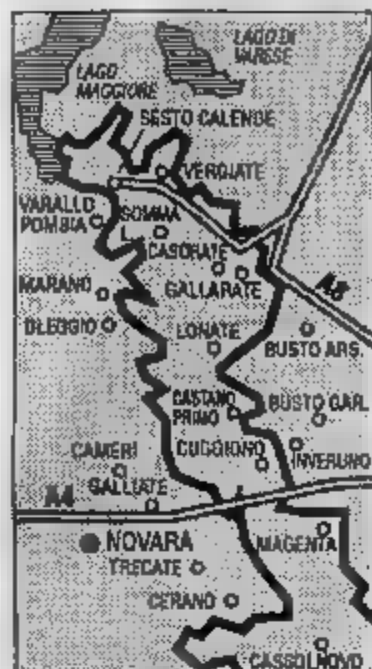 LAGO DI
VARESE
LAGO
MAGGIORE
SESTO CALENDE
VERGIATE
VARALLO
POMBIA
SOMMA
L.
CASORATE
GALLARATE
MARANO
OLEGGIO
LONATE
A8
BUSTO ARS.
CASTANO
PRIMO
BUSTO GAR.
CUGGIONO
INVERUNO
CAMERI
GALLIATE
A4
NOVARA
MAGENTA
TRECATE
CERANO
CASSOLNOVO